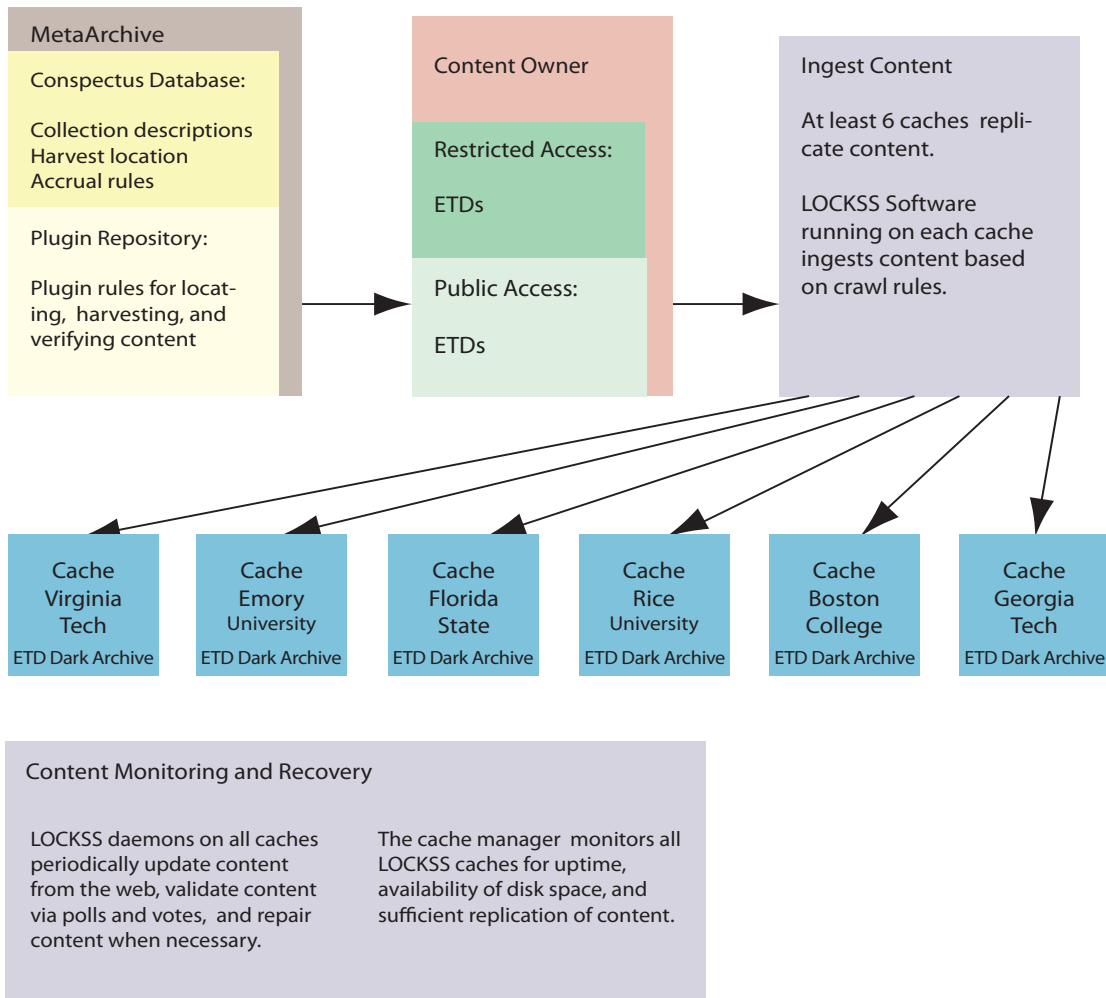 MetaArchive
Conspectus Database:
Collection descriptions
Harvest location
Accrual rules
Plugin Repository:
Plugin rules for locat-
ing, harvesting, and
verifying content
Content Owner
Restricted Access:
ETDs
Public Access:
ETDs
Ingest Content
At least 6 caches repli-
cate content.
LOCKSS Software
running on each cache
ingests content based
on crawl rules.
Cache
Virginia
Tech
ETD Dark Archive
Cache
Emory
University
ETD Dark Archive
Cache
Florida
State
ETD Dark Archive
Cache
Rice
University
ETD Dark Archive
Cache
Boston
College
ETD Dark Archive
Cache
Georgia
Tech
ETD Dark Archive
Content Monitoring and Recovery
LOCKSS daemons on all caches
periodically update content
from the web, validate content
via polls and votes, and repair
content when necessary.
The cache manager monitors all
LOCKSS caches for uptime,
availability of disk space, and
sufficient replication of content.